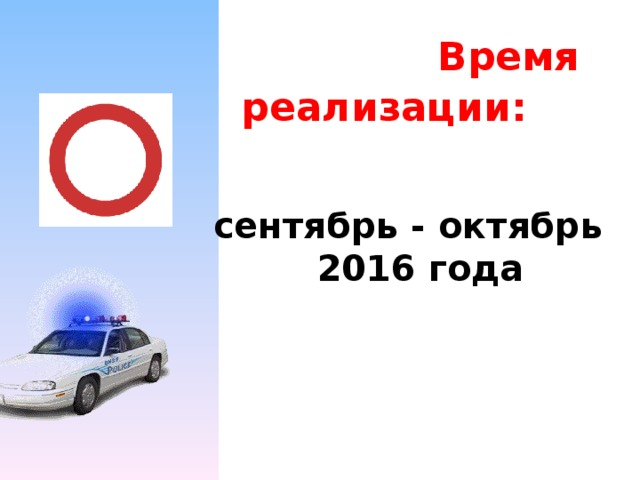 Время
реализации:
сентябрь - октябрь
2016 года
POLICE